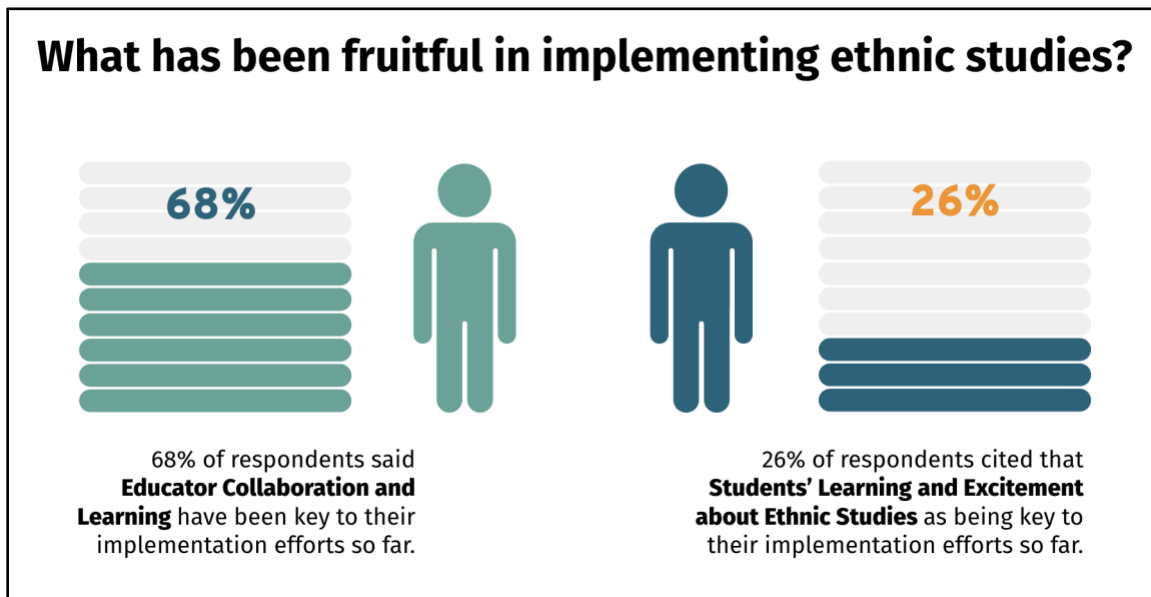 What has been fruitful in implementing ethnic studies?
68%
26%
68% of respondents said
Educator Collaboration and
Learning have been key to their
implementation efforts so far.
26% of respondents cited that
Students’ Learning and Excitement
about Ethnic Studies as being key to
their implementation efforts so far.